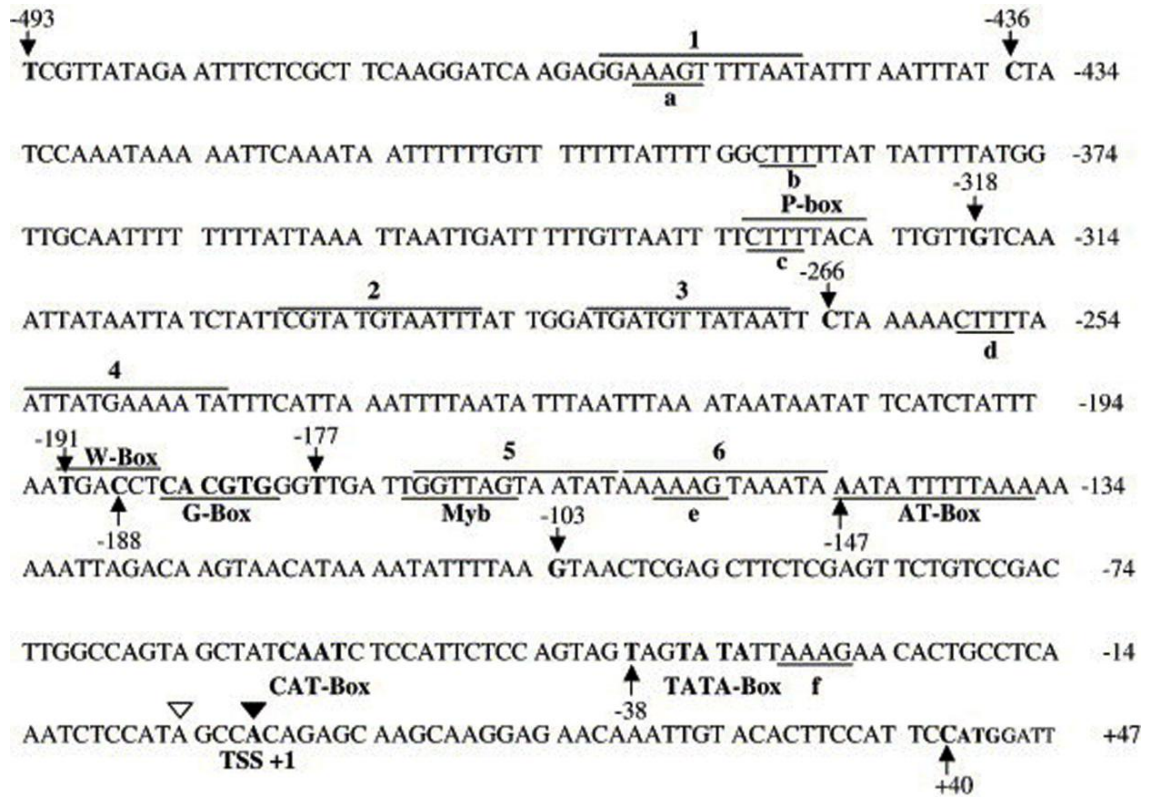 -493 -436
1
TCGTTATAGA ATTTCTCGCT TCAAGGATCA AGAGGAAAGT TTTAATATTT AATTTAT CTA -434
a
TCCAAATAAA AATTCAAATA ATTTTTTGTT TTTTTATTTT GGCTTTTTAT TATTTTATGG -374
b
P-box -318
TTGCAATTTT TTTTATTAAA TTAATTGATT TTTGTTAATT TTCTTTTACA TTGTTGTCAA -314
c
-266
2 3
ATTATAATTA TCTATTCGTA TGTAATTTAT TGGATGATGT TATAATT CTA AAAACTTTTA -254
d
4
ATTATGAAAA TATTTCATTA AATTTTAATA TTTAATTTAA ATAATAATAT TCATCTATTT -194
-191 W-Box -177 5 6
AATGACCTCA CGTGGGTTGA TTGGTTAGTA ATATAAAAAG TAAATA AATA TTTTTAAAAA -134
G-Box Myb e AT-Box
-188 -103 -147
AAATTAGACA AGTAACATAA AATATTTTAA GTAACTCGAG CTTCTCGAGT TCTGTCCGAC -74
TTGGCCAGTA GCTATCAATC TCCATTCTCC AGTAG TAGTA TATTAAAGAA CACTGCCTCA -14
CAT-Box TATA-Box f
-38
AATCTCCATA GCCACAGAGC AAGCAAGGAG AACAAATTGT ACACTTCCAT TCCATGGATT +47
TSS +1
+40